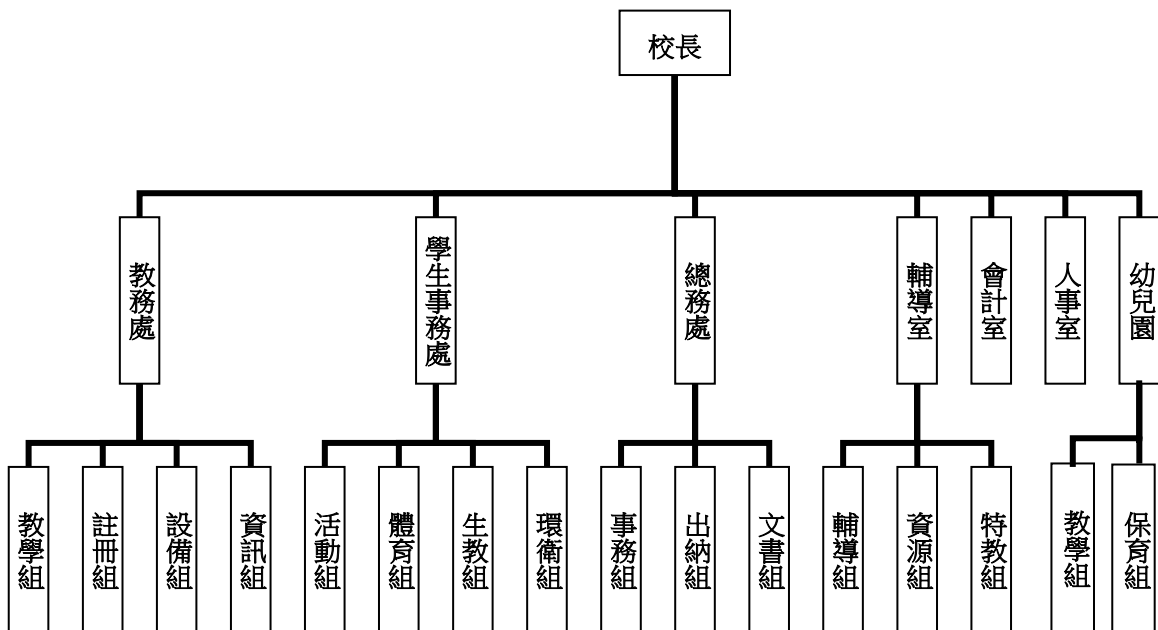 校長
教務處
學生事務處
總務處
輔導室
會計室
人事室
幼兒園
教學組
註冊組
設備組
資訊組
活動組
體育組
生教組
環衛組
事務組
出納組
文書組
輔導組
資源組
特教組
教學組
保育組